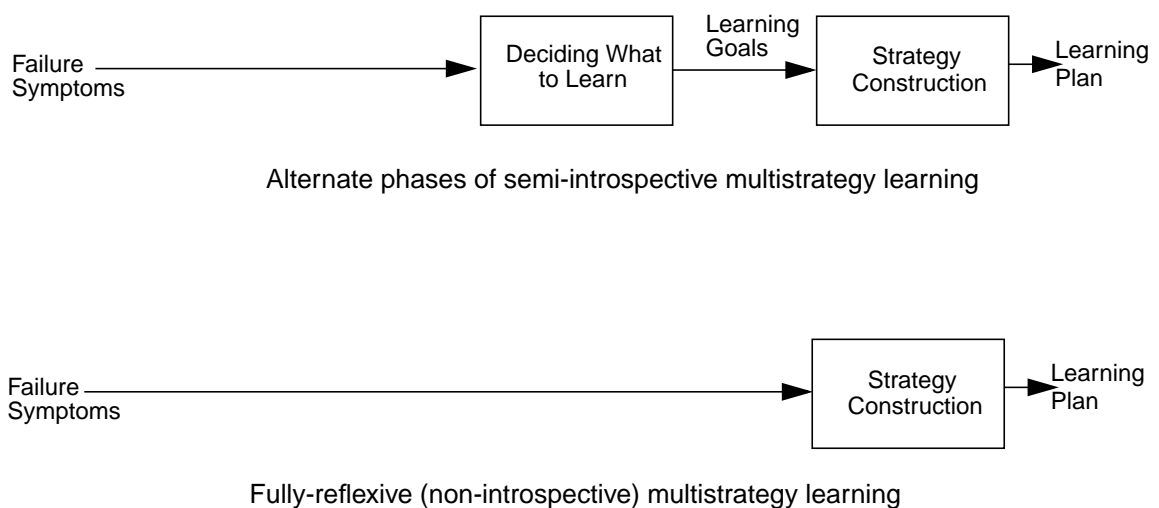 Failure
Symptoms
Deciding What
to Learn
Learning
Goals
Strategy
Construction
Learning
Plan
Alternate phases of semi-introspective multistrategy learning
Failure
Symptoms
Strategy
Construction
Learning
Plan
Fully-reflexive (non-introspective) multistrategy learning